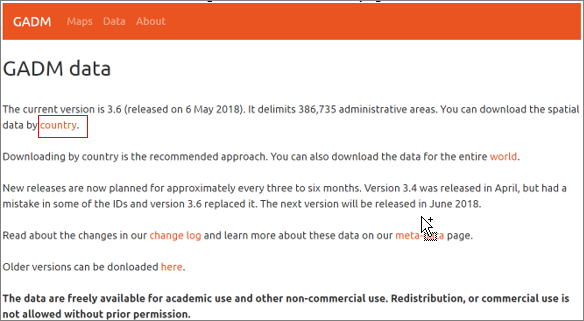 GADM Maps Data About
GADM data
The current version is 3.6 (released on 6 May 2018). It delimits 386,735 administrative areas. You can download the spatial
data by country.
Downloading by country is the recommended approach. You can also download the data for the entire world.
New releases are now planned for approximately every three to six months. Version 3.4 was released in April, but had a
mistake in some of the IDs and version 3.6 replaced it. The next version will be released in June 2018.
Read about the changes in our change log and learn more about these data on our page.
Older versions can be donloaded here.
The data are freely available for academic use and other non-commercial use. Redistribution, or commercial use is
not allowed without prior permission.